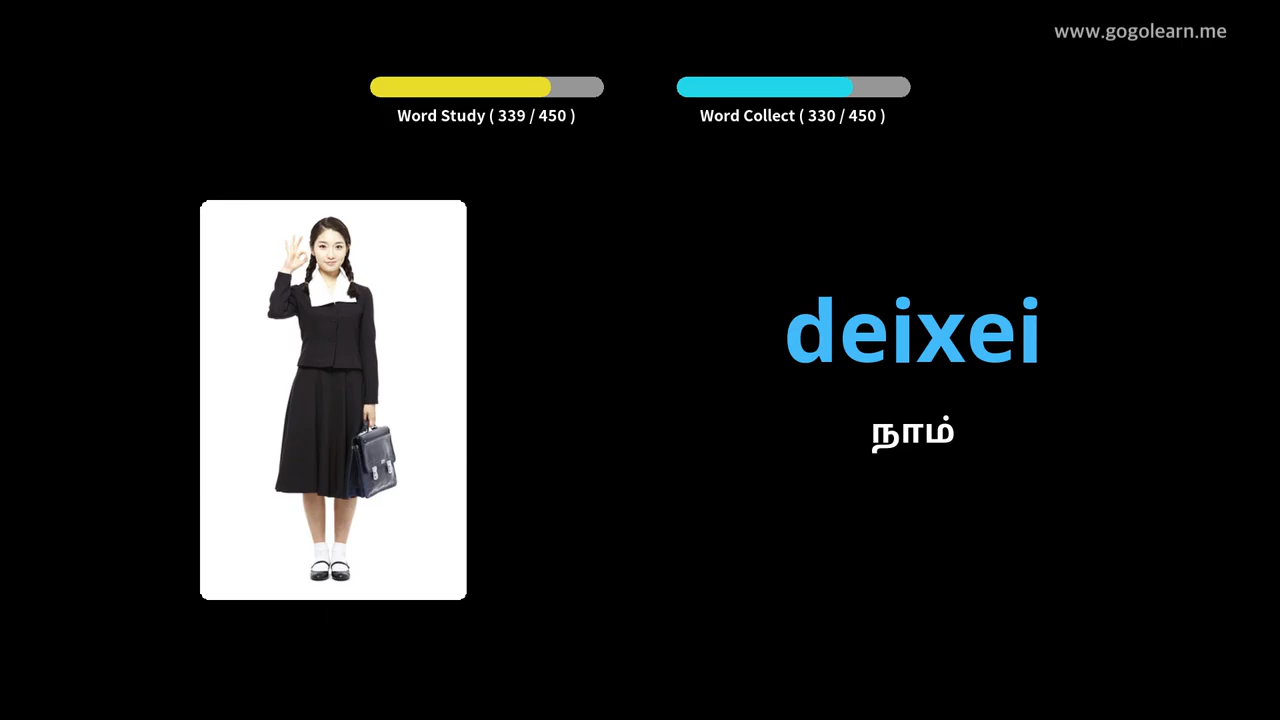 www.gogolearn.me
Word Study ( 339 / 450 )
Word Collect ( 330 / 450 )
deixei
நாம்